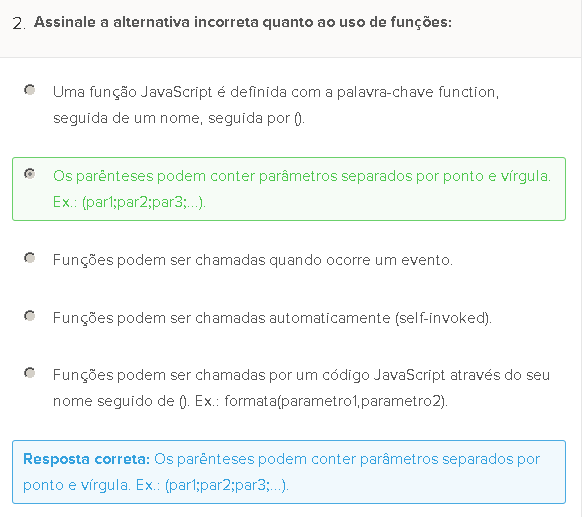 2. Assinale a alternativa incorreta quanto ao uso de funções:
Uma função JavaScript é definida com a palavra-chave function,
seguida de um nome, seguida por ().
Os parênteses podem conter parâmetros separados por ponto e vírgula.
Ex.: (par1;par2;par3;...).
Funções podem ser chamadas quando ocorre um evento.
Funções podem ser chamadas automaticamente (self-invoked).
Funções podem ser chamadas por um código JavaScript através do seu
nome seguido de (). Ex.: formata(parametro1,parametro2).
Resposta correta: Os parênteses podem conter parâmetros separados por
ponto e vírgula. Ex.: (par1;par2;par3;...).